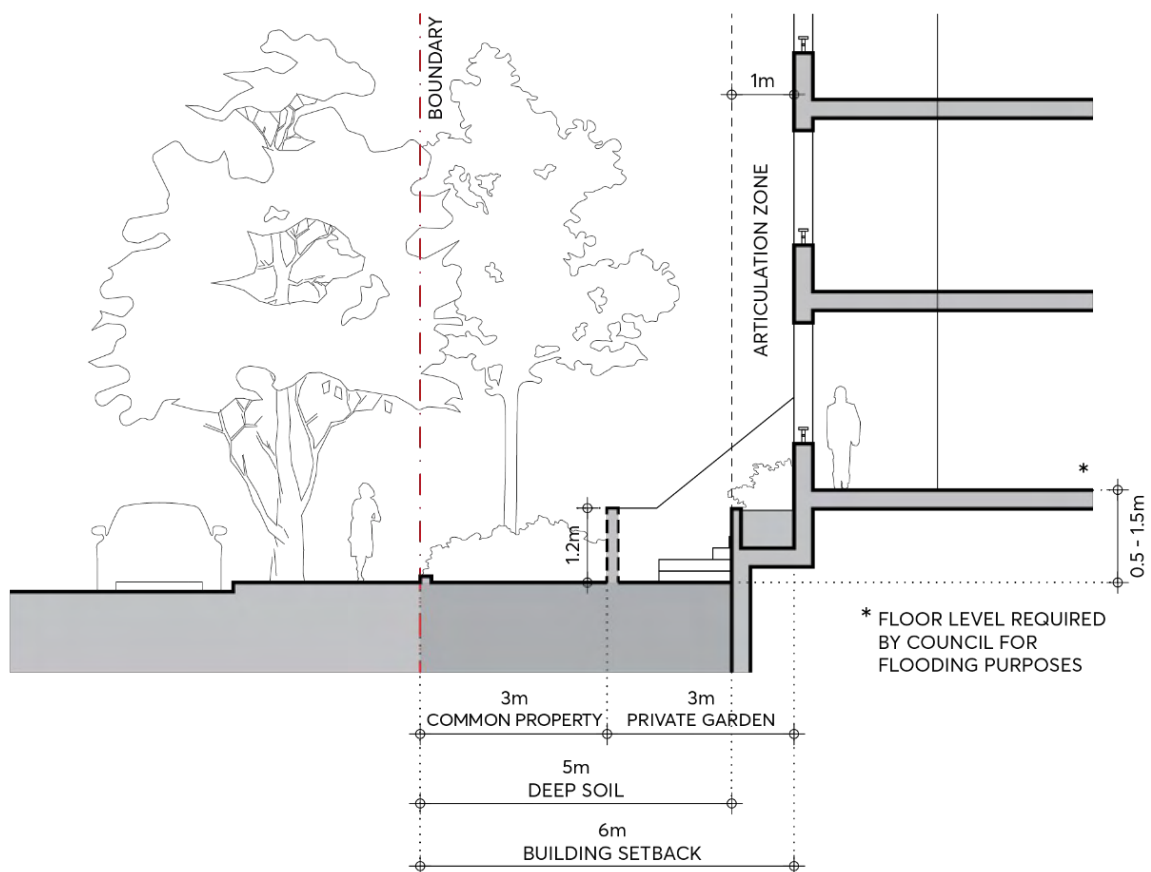 BOUNDARY
1m
ARTICULATION ZONE
*
1.2m
0.5 - 1.5m
* FLOOR LEVEL REQUIRED
BY COUNCIL FOR
FLOODING PURPOSES
3m
COMMON PROPERTY
3m
PRIVATE GARDEN
5m
DEEP SOIL
6m
BUILDING SETBACK